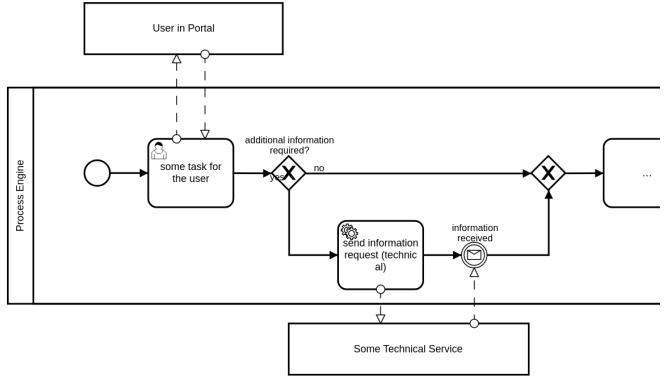 User in Portal
Process Engine
some task for
the user
additional information
required?
yes
no
send information
request (technic
al)
information
received
...
Some Technical Service